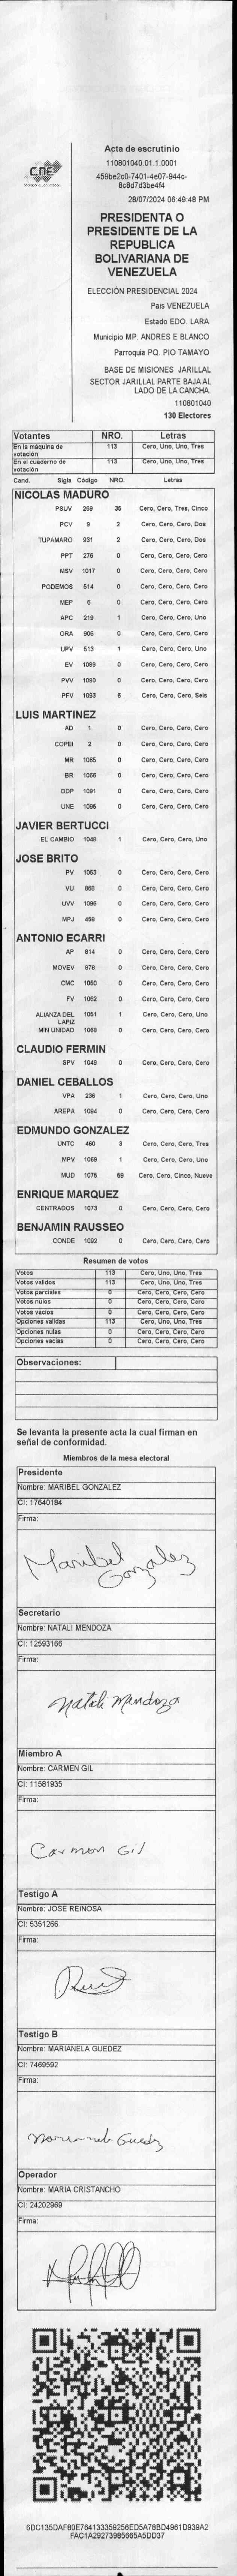 Acta de escrutinio
CNE
110801040.01.1.0001
459be2c0-7401-4e07-944c-
8c8d7d3be4f4
28/07/2024 06:49:48 PM
PRESIDENTA O
PRESIDENTE DE LA
REPUBLICA
BOLIVARIANA DE
VENEZUELA
ELECCIÓN PRESIDENCIAL 2024
Pais VENEZUELA
Estado EDO. LARA
Municipio MP. ANDRES E BLANCO
Parroquia PQ. PIO TAMAYO
BASE DE MISIONES JARILLAL
SECTOR JARILLAL PARTE BAJA AL
LADO DE LA CANCHA.
110801040
130 Electores
Votantes NRO. Letras
En la máquina de votación 113 Cero, Uno, Uno, Tres
En el cuaderno de votación 113 Cero, Uno, Uno, Tres
Cand. Sigla Código NRO. Letras
NICOLAS MADURO
PSUV 269 35 Cero, Cero, Tres, Cinco
PCV 9 2 Cero, Cero, Cero, Dos
TUPAMARO 931 2 Cero, Cero, Cero, Dos
PPT 276 0 Cero, Cero, Cero, Cero
MSV 1017 0 Cero, Cero, Cero, Cero
PODEMOS 514 0 Cero, Cero, Cero, Cero
MEP 6 0 Cero, Cero, Cero, Cero
APC 219 1 Cero, Cero, Cero, Uno
ORA 906 0 Cero, Cero, Cero, Cero
UPV 513 1 Cero, Cero, Cero, Uno
EV 1089 0 Cero, Cero, Cero, Cero
PVV 1090 0 Cero, Cero, Cero, Cero
PFV 1093 6 Cero, Cero, Cero, Seis
LUIS MARTINEZ
AD 1 0 Cero, Cero, Cero, Cero
COPEI 2 0 Cero, Cero, Cero, Cero
MR 1065 0 Cero, Cero, Cero, Cero
BR 1066 0 Cero, Cero, Cero, Cero
DDP 1091 0 Cero, Cero, Cero, Cero
UNE 1095 0 Cero, Cero, Cero, Cero
JAVIER BERTUCCI
EL CAMBIO 1048 1 Cero, Cero, Cero, Uno
JOSE BRITO
PV 1053 0 Cero, Cero, Cero, Cero
VU 868 0 Cero, Cero, Cero, Cero
UVV 1096 0 Cero, Cero, Cero, Cero
MPJ 458 0 Cero, Cero, Cero, Cero
ANTONIO ECARRI
AP 814 0 Cero, Cero, Cero, Cero
MOVEV 878 0 Cero, Cero, Cero, Cero
CMC 1050 0 Cero, Cero, Cero, Cero
FV 1062 0 Cero, Cero, Cero, Cero
ALIANZA DEL LAPIZ 1051 1 Cero, Cero, Cero, Uno
MIN UNIDAD 1068 0 Cero, Cero, Cero, Cero
CLAUDIO FERMIN
SPV 1049 0 Cero, Cero, Cero, Cero
DANIEL CEBALLOS
VPA 236 1 Cero, Cero, Cero, Uno
AREPA 1094 0 Cero, Cero, Cero, Cero
EDMUNDO GONZALEZ
UNTC 460 3 Cero, Cero, Cero, Tres
MPV 1069 1 Cero, Cero, Cero, Uno
MUD 1075 59 Cero, Cero, Cinco, Nueve
ENRIQUE MARQUEZ
CENTRADOS 1073 0 Cero, Cero, Cero, Cero
BENJAMIN RAUSSEO
CONDE 1092 0 Cero, Cero, Cero, Cero
Resumen de votos
Votos 113 Cero, Uno, Uno, Tres
Votos validos 113 Cero, Uno, Uno, Tres
Votos parciales 0 Cero, Cero, Cero, Cero
Votos nulos 0 Cero, Cero, Cero, Cero
Votos vacios 0 Cero, Cero, Cero, Cero
Opciones validas 113 Cero, Uno, Uno, Tres
Opciones nulas 0 Cero, Cero, Cero, Cero
Opciones vacias 0 Cero, Cero, Cero, Cero
Observaciones:
Se levanta la presente acta la cual firman en
señal de conformidad.
Miembros de la mesa electoral
Presidente
Nombre: MARIBEL GONZALEZ
CI: 17640184
Firma:
Maribel
Gonzalez
Secretario
Nombre: NATALI MENDOZA
CI: 12593166
Firma:
Natali Mendoza
Miembro A
Nombre: CARMEN GIL
CI: 11581935
Firma:
Carmen Gil
Testigo A
Nombre: JOSE REINOSA
CI: 5351266
Firma:
Testigo B
Nombre: MARIANELA GUEDEZ
CI: 7469592
Firma:
Marianela Guedez
Operador
Nombre: MARIA CRISTANCHO
CI: 24202969
Firma:
6DC135DAF80E764133359256ED5A78BD4961D939A2
FAC1A29273985665A5DD37